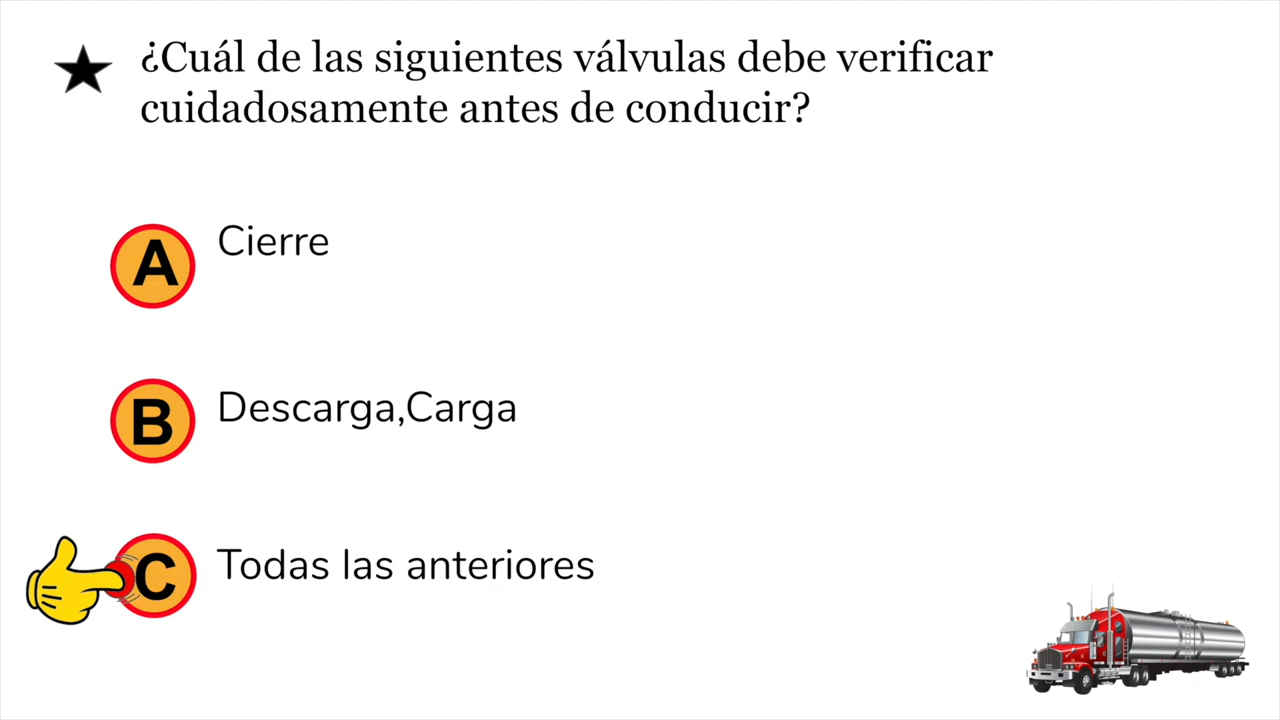 ¿Cuál de las siguientes válvulas debe verificar
cuidadosamente antes de conducir?
A Cierre
B Descarga,Carga
C Todas las anteriores